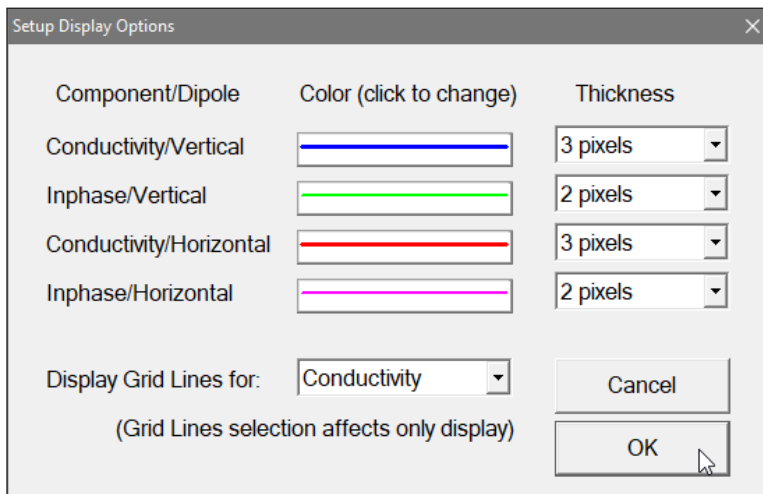 Setup Display Options
Component/Dipole Color (click to change) Thickness
Conductivity/Vertical 3 pixels
Inphase/Vertical 2 pixels
Conductivity/Horizontal 3 pixels
Inphase/Horizontal 2 pixels
Display Grid Lines for: Conductivity Cancel
(Grid Lines selection affects only display)
OK